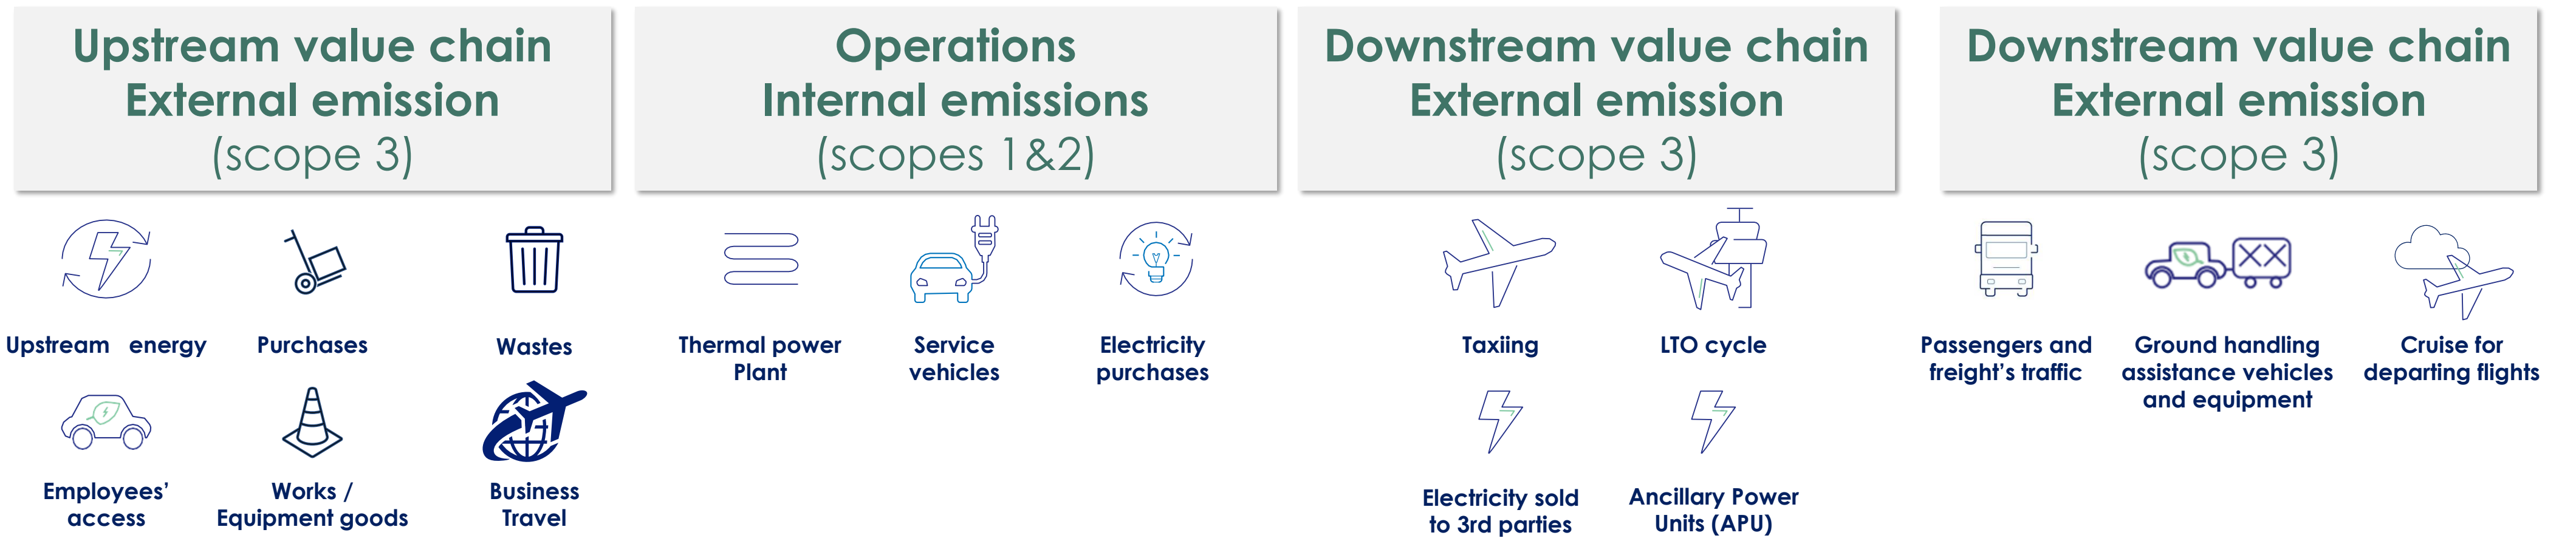 Upstream value chain
External emission
(scope 3)
Operations
Internal emissions
(scopes 1&2)
Downstream value chain
External emission
(scope 3)
Downstream value chain
External emission
(scope 3)
Upstream energy
Purchases
Wastes
Employees'
access
Works /
Equipment goods
Business
Travel
Thermal power
Plant
Service
vehicles
Electricity
purchases
Taxiing
LTO cycle
Electricity sold
to 3rd parties
Ancillary Power
Units (APU)
Passengers and
freight's traffic
Ground handling
assistance vehicles
and equipment
Cruise for
departing flights